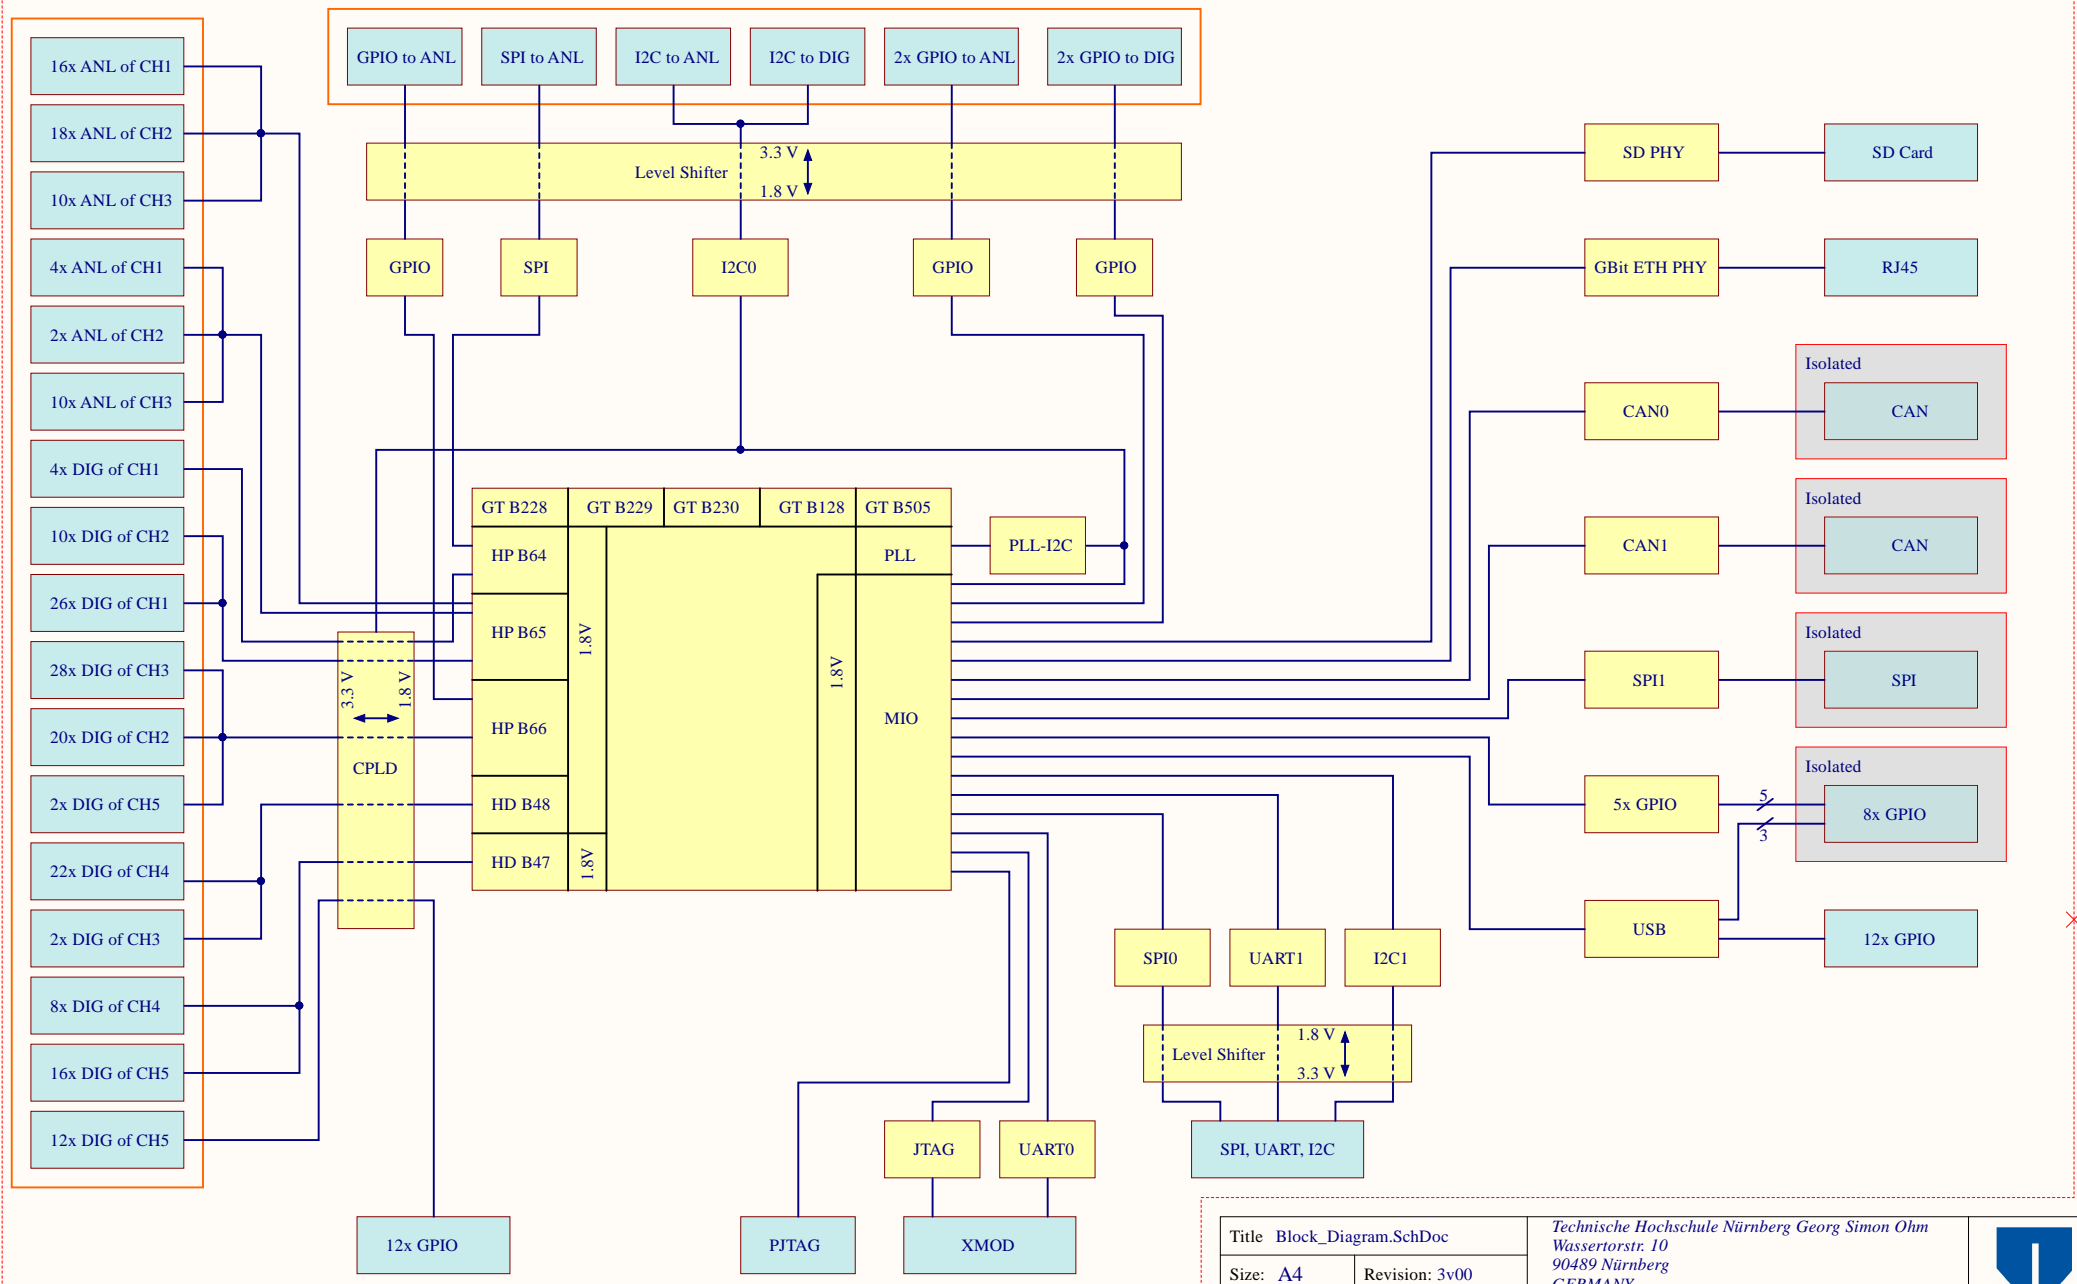 GPIO to ANL
SPI to ANL
I2C to ANL
I2C to DIG
2x GPIO to ANL
2x GPIO to DIG
16x ANL of CH1
18x ANL of CH2
10x ANL of CH3
4x ANL of CH1
2x ANL of CH2
10x ANL of CH3
4x DIG of CH1
10x DIG of CH2
26x DIG of CH1
28x DIG of CH3
20x DIG of CH2
2x DIG of CH5
22x DIG of CH4
2x DIG of CH3
8x DIG of CH4
16x DIG of CH5
12x DIG of CH5
Level Shifter
3.3 V
1.8 V
GPIO
SPI
I2C0
GPIO
GPIO
GT B228
GT B229
GT B230
GT B128
GT B505
HP B64
HP B65
HP B66
HD B48
HD B47
1.8V
1.8V
1.8V
PLL
MIO
PLL-I2C
3.3 V
1.8 V
CPLD
SD PHY
SD Card
GBit ETH PHY
RJ45
CAN0
Isolated
CAN
CAN1
Isolated
CAN
SPI1
Isolated
SPI
5x GPIO
5
3
Isolated
8x GPIO
USB
12x GPIO
SPI0
UART1
I2C1
Level Shifter
1.8 V
3.3 V
SPI, UART, I2C
JTAG
UART0
12x GPIO
PJTAG
XMOD
Title Block_Diagram.SchDoc
Size: A4
Revision: 3v00
Technische Hochschule Nürnberg Georg Simon Ohm
Wassertorstr. 10
90489 Nürnberg
GERMANY